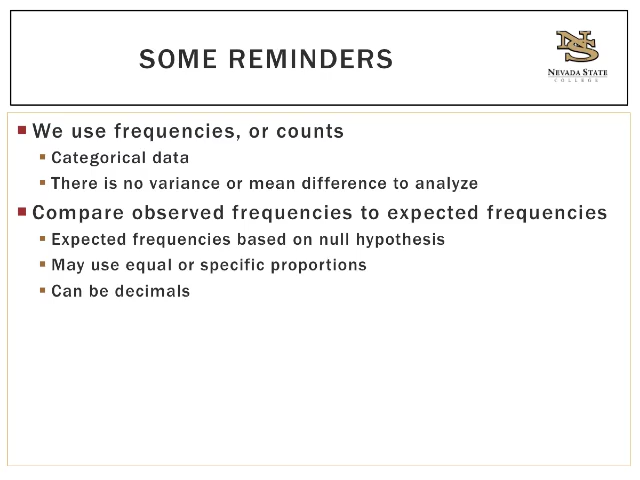 SOME REMINDERS
NS
NEVADA STATE
COLLEGE
We use frequencies, or counts
Categorical data
There is no variance or mean difference to analyze
Compare observed frequencies to expected frequencies
Expected frequencies based on null hypothesis
May use equal or specific proportions
Can be decimals